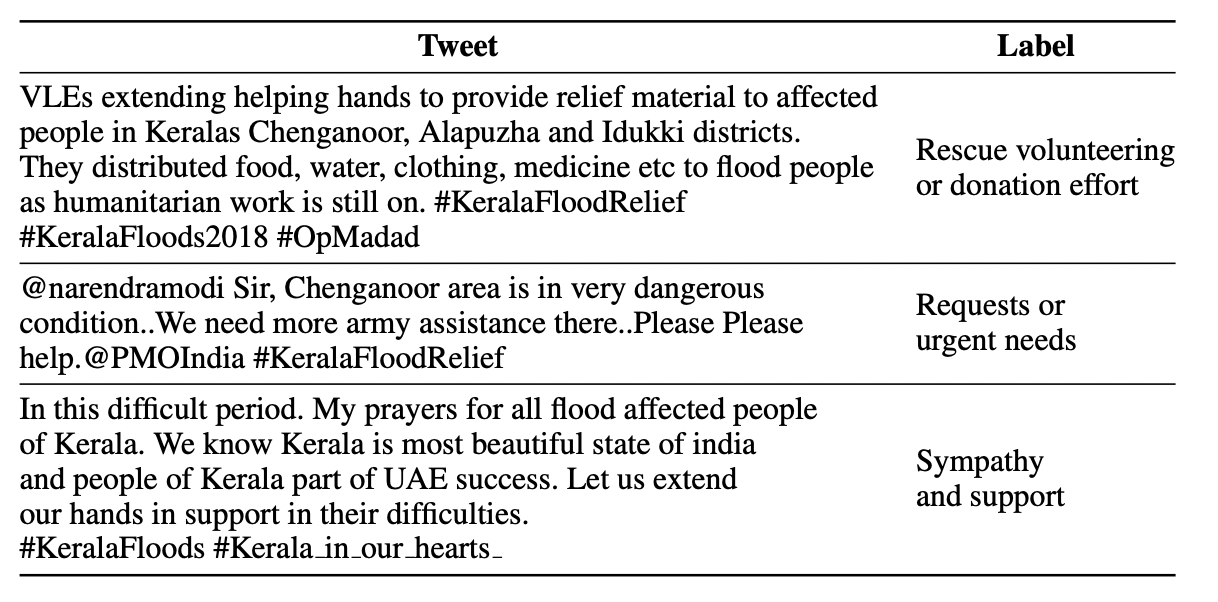 Tweet Label
VLEs extending helping hands to provide relief material to affected
people in Keralas Chenganoor, Alapuzha and Idukki districts.
They distributed food, water, clothing, medicine etc to flood people
as humanitarian work is still on. #KeralaFloodRelief
#KeralaFloods2018 #OpMadad
Rescue volunteering
or donation effort
@narendramodi Sir, Chenganoor area is in very dangerous
condition..We need more army assistance there..Please Please
help.@PMOIndia #KeralaFloodRelief
Requests or
urgent needs
In this difficult period. My prayers for all flood affected people
of Kerala. We know Kerala is most beautiful state of india
and people of Kerala part of UAE success. Let us extend
our hands in support in their difficulties.
#KeralaFloods #Kerala_in_our_hearts_
Sympathy
and support